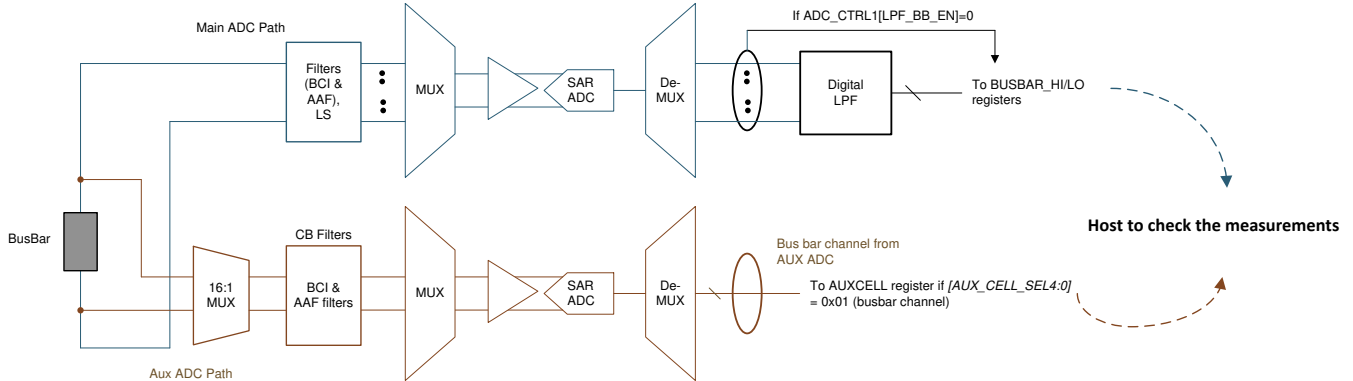 If ADC_CTRL1[LPF_BB_EN]=0
Main ADC Path
Filters
(BCI &
AAF),
LS
MUX
SAR
ADC
De-
MUX
Digital
LPF
To BUSBAR_HI/LO
registers
Host to check the measurements
BusBar
CB Filters
16:1
MUX
BCI &
AAF filters
MUX
SAR
ADC
De-
MUX
Bus bar channel from
AUX ADC
To AUXCELL register if [AUX_CELL_SEL4:0]
= 0x01 (busbar channel)
Aux ADC Path